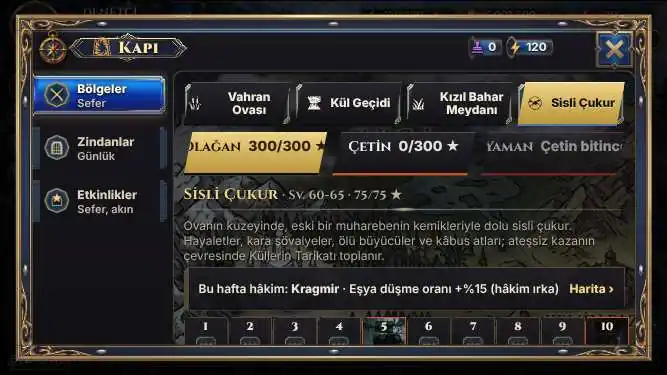 KAPI
0
120
Bölgeler
Sefer
Zindanlar
Günlük
Etkinlikler
Sefer, akın
Vahran Ovası
Kül Geçidi
Kızıl Bahar Meydanı
Sisli Çukur
OLAĞAN 300/300 ★
ÇETİN 0/300 ★
YAMAN Çetin bitinc
SİSLİ ÇUKUR · Sv. 60-65 · 75/75 ★
Ovanın kuzeyinde, eski bir muharebenin kemikleriyle dolu sisli çukur.
Hayaletler, kara şövalyeler, ölü büyücüler ve kâbus atları; ateşsiz kazanın
çevresinde Küllerin Tarikatı toplanır.
Bu hafta hâkim: Kragmir · Eşya düşme oranı +%15 (hâkim ırka) Harita ›
1 2 3 4 5 6 7 8 9 10